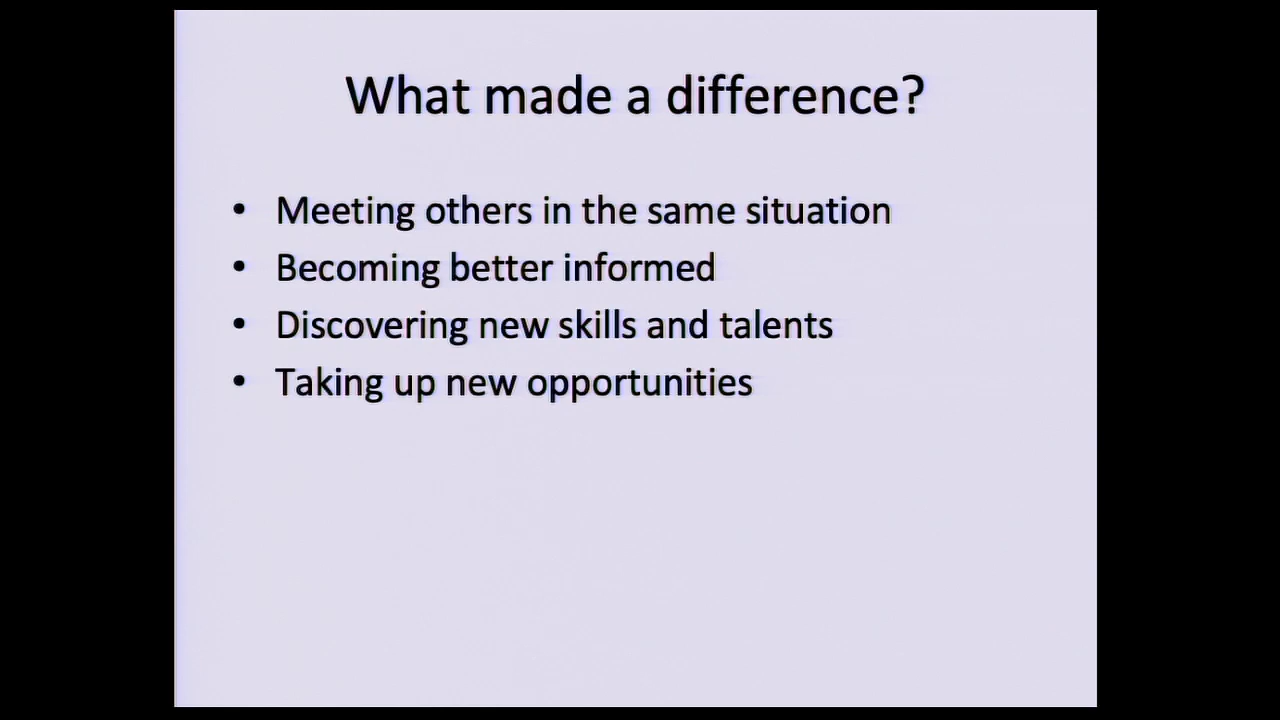 What made a difference?
• Meeting others in the same situation
• Becoming better informed
• Discovering new skills and talents
• Taking up new opportunities